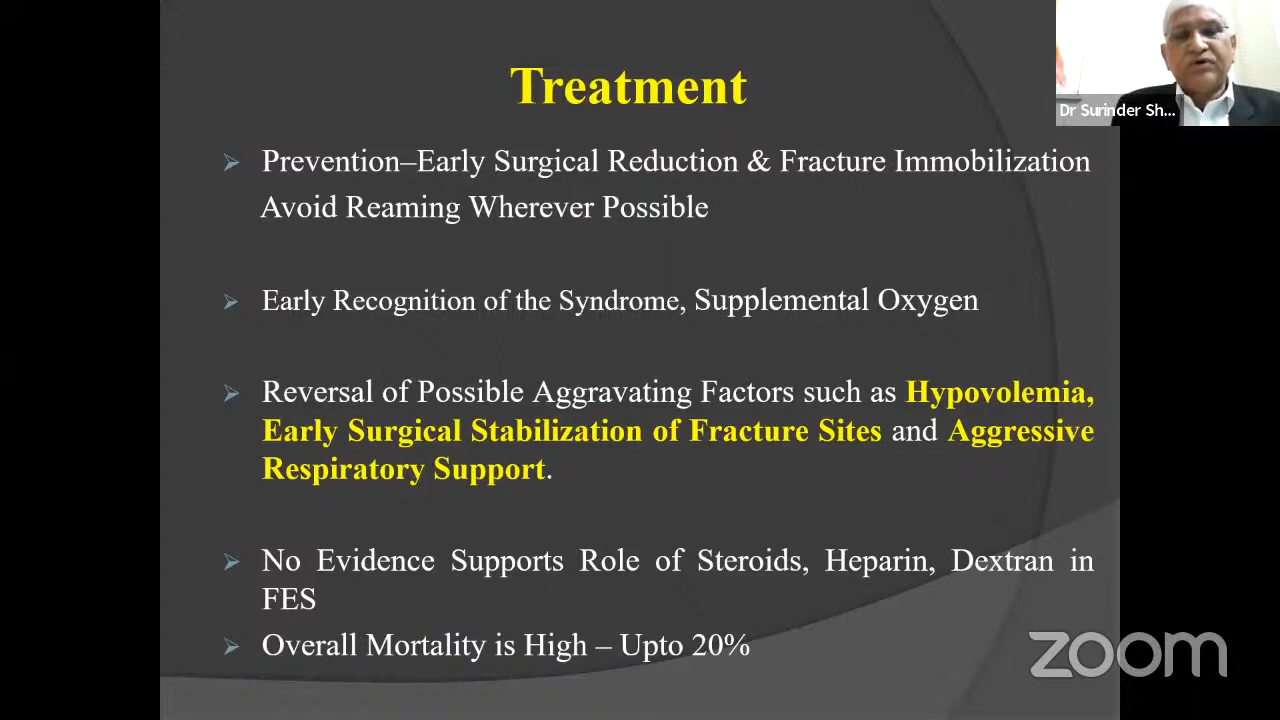 Treatment
Dr Surinder Sh...
Prevention–Early Surgical Reduction & Fracture Immobilization
Avoid Reaming Wherever Possible
Early Recognition of the Syndrome, Supplemental Oxygen
Reversal of Possible Aggravating Factors such as Hypovolemia,
Early Surgical Stabilization of Fracture Sites and Aggressive
Respiratory Support.
No Evidence Supports Role of Steroids, Heparin, Dextran in
FES
Overall Mortality is High – Upto 20%
zoom